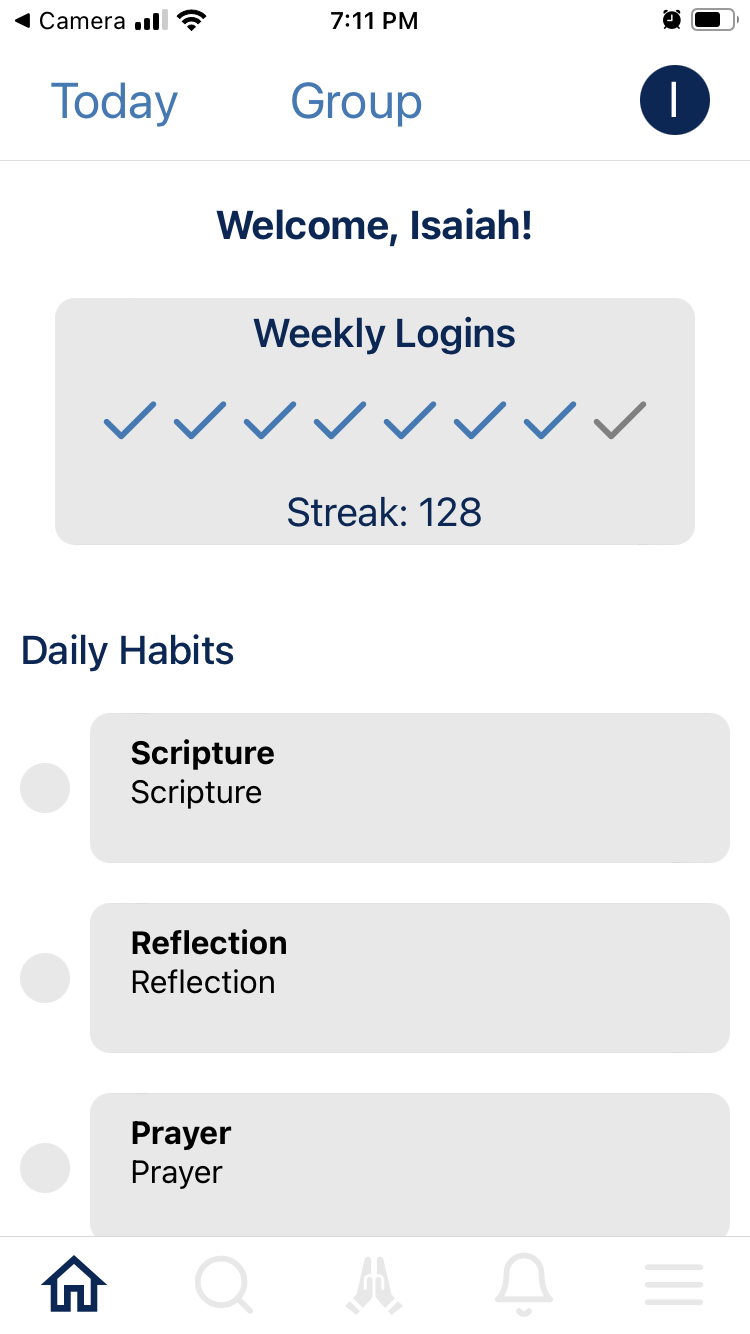 Camera 7:11 PM
Today Group I
Welcome, Isaiah!
Weekly Logins
Streak: 128
Daily Habits
Scripture
Scripture
Reflection
Reflection
Prayer
Prayer